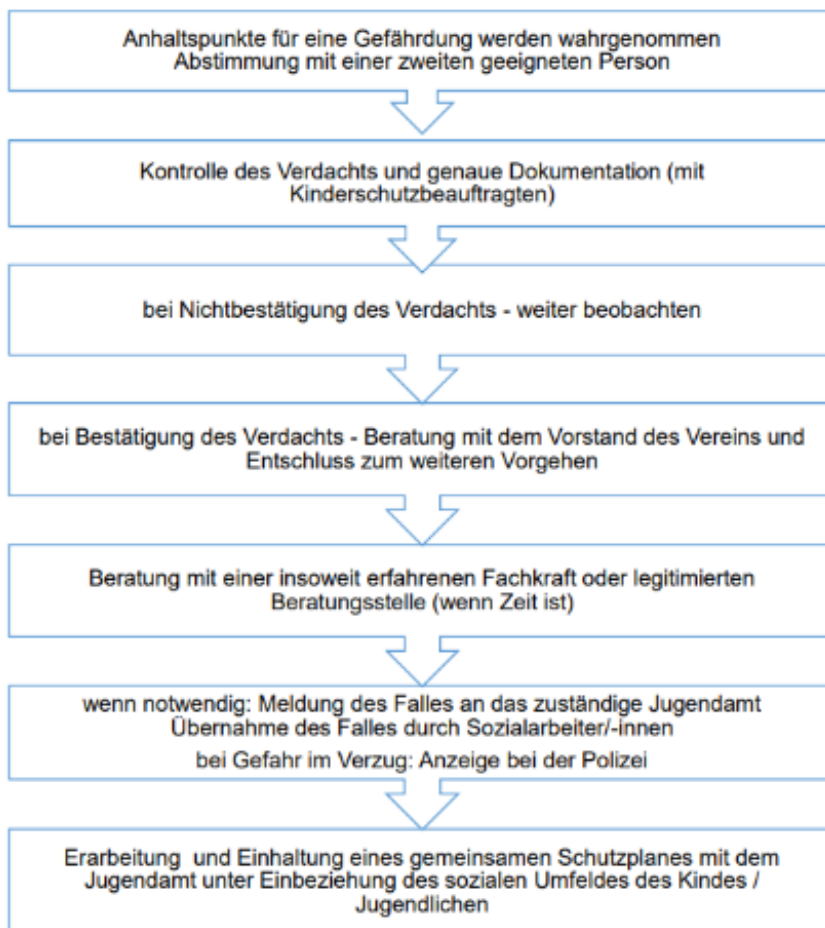 Anhaltspunkte für eine Gefährdung werden wahrgenommen
Abstimmung mit einer zweiten geeigneten Person
Kontrolle des Verdachts und genaue Dokumentation (mit
Kinderschutzbeauftragten)
bei Nichtbestätigung des Verdachts - weiter beobachten
bei Bestätigung des Verdachts - Beratung mit dem Vorstand des Vereins und
Entschluss zum weiteren Vorgehen
Beratung mit einer insoweit erfahrenen Fachkraft oder legitimierten
Beratungsstelle (wenn Zeit ist)
wenn notwendig: Meldung des Falles an das zuständige Jugendamt
Übernahme des Falles durch Sozialarbeiter/-innen
bei Gefahr im Verzug: Anzeige bei der Polizei
Erarbeitung und Einhaltung eines gemeinsamen Schutzplanes mit dem
Jugendamt unter Einbeziehung des sozialen Umfeldes des Kindes /
Jugendlichen